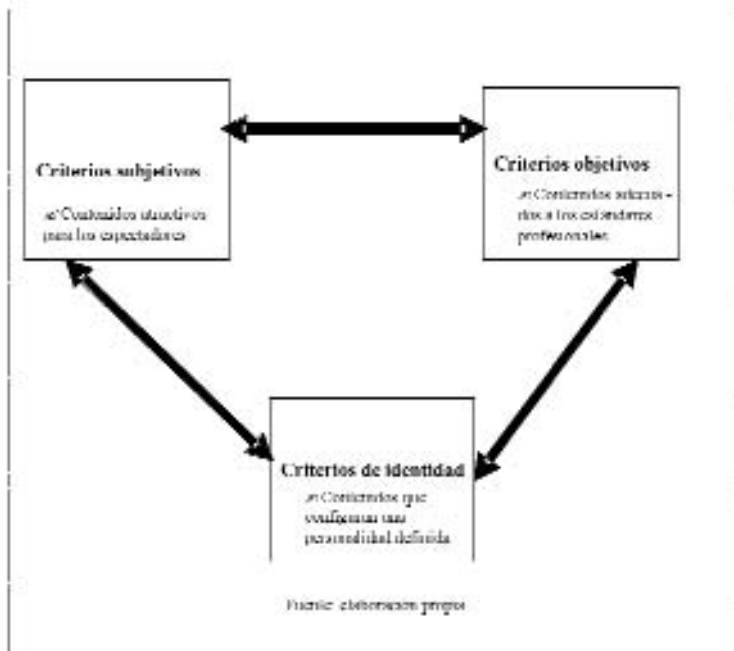 Criterios subjetivos
Contenidos atractivos
para los espectadores
Criterios objetivos
Contenidos adecua -
dos a los estándares
profesionales
Criterios de identidad
Contenidos que
configuran una
personalidad definida
Fuente: elaboración propia